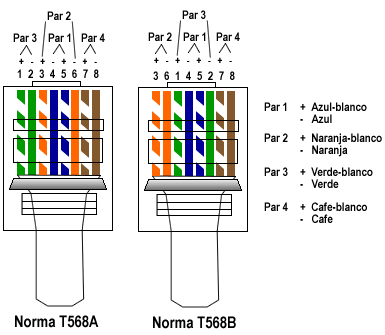 Par 2
Par 3 Par 1 Par 4
+ - + - + - + -
1 2 3 4 5 6 7 8
Norma T568A
Par 3
Par 2 Par 1 Par 4
+ - + - + - + -
3 6 1 4 5 2 7 8
Norma T568B
Par 1 + Azul-blanco
- Azul
Par 2 + Naranja-blanco
- Naranja
Par 3 + Verde-blanco
- Verde
Par 4 + Cafe-blanco
- Cafe